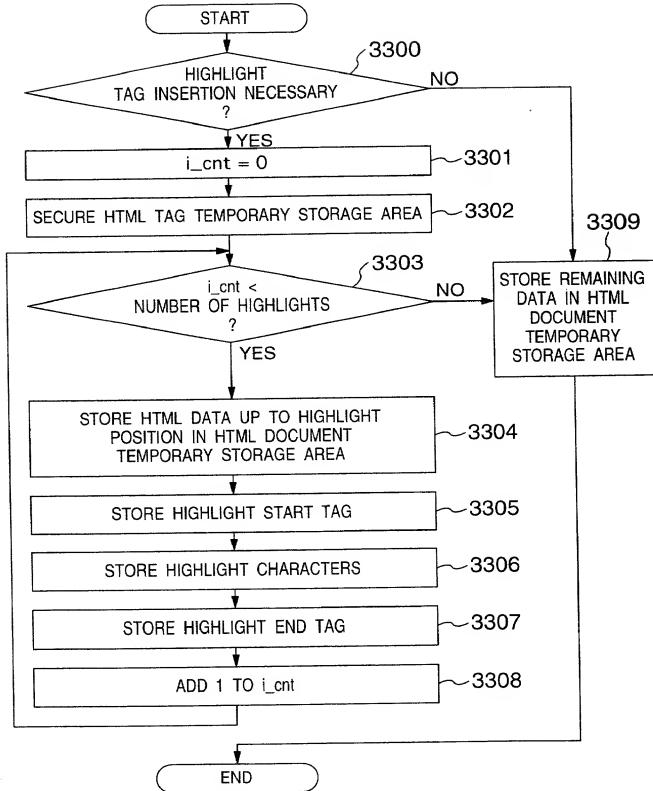 START
3300
HIGHLIGHT
TAG INSERTION NECESSARY
?
NO
YES
i_cnt = 0
3301
SECURE HTML TAG TEMPORARY STORAGE AREA
3302
3309
STORE REMAINING
DATA IN HTML
DOCUMENT
TEMPORARY
STORAGE AREA
3303
i_cnt <
NUMBER OF HIGHLIGHTS
?
NO
YES
STORE HTML DATA UP TO HIGHLIGHT
POSITION IN HTML DOCUMENT
TEMPORARY STORAGE AREA
3304
STORE HIGHLIGHT START TAG
3305
STORE HIGHLIGHT CHARACTERS
3306
STORE HIGHLIGHT END TAG
3307
ADD 1 TO i_cnt
3308
END